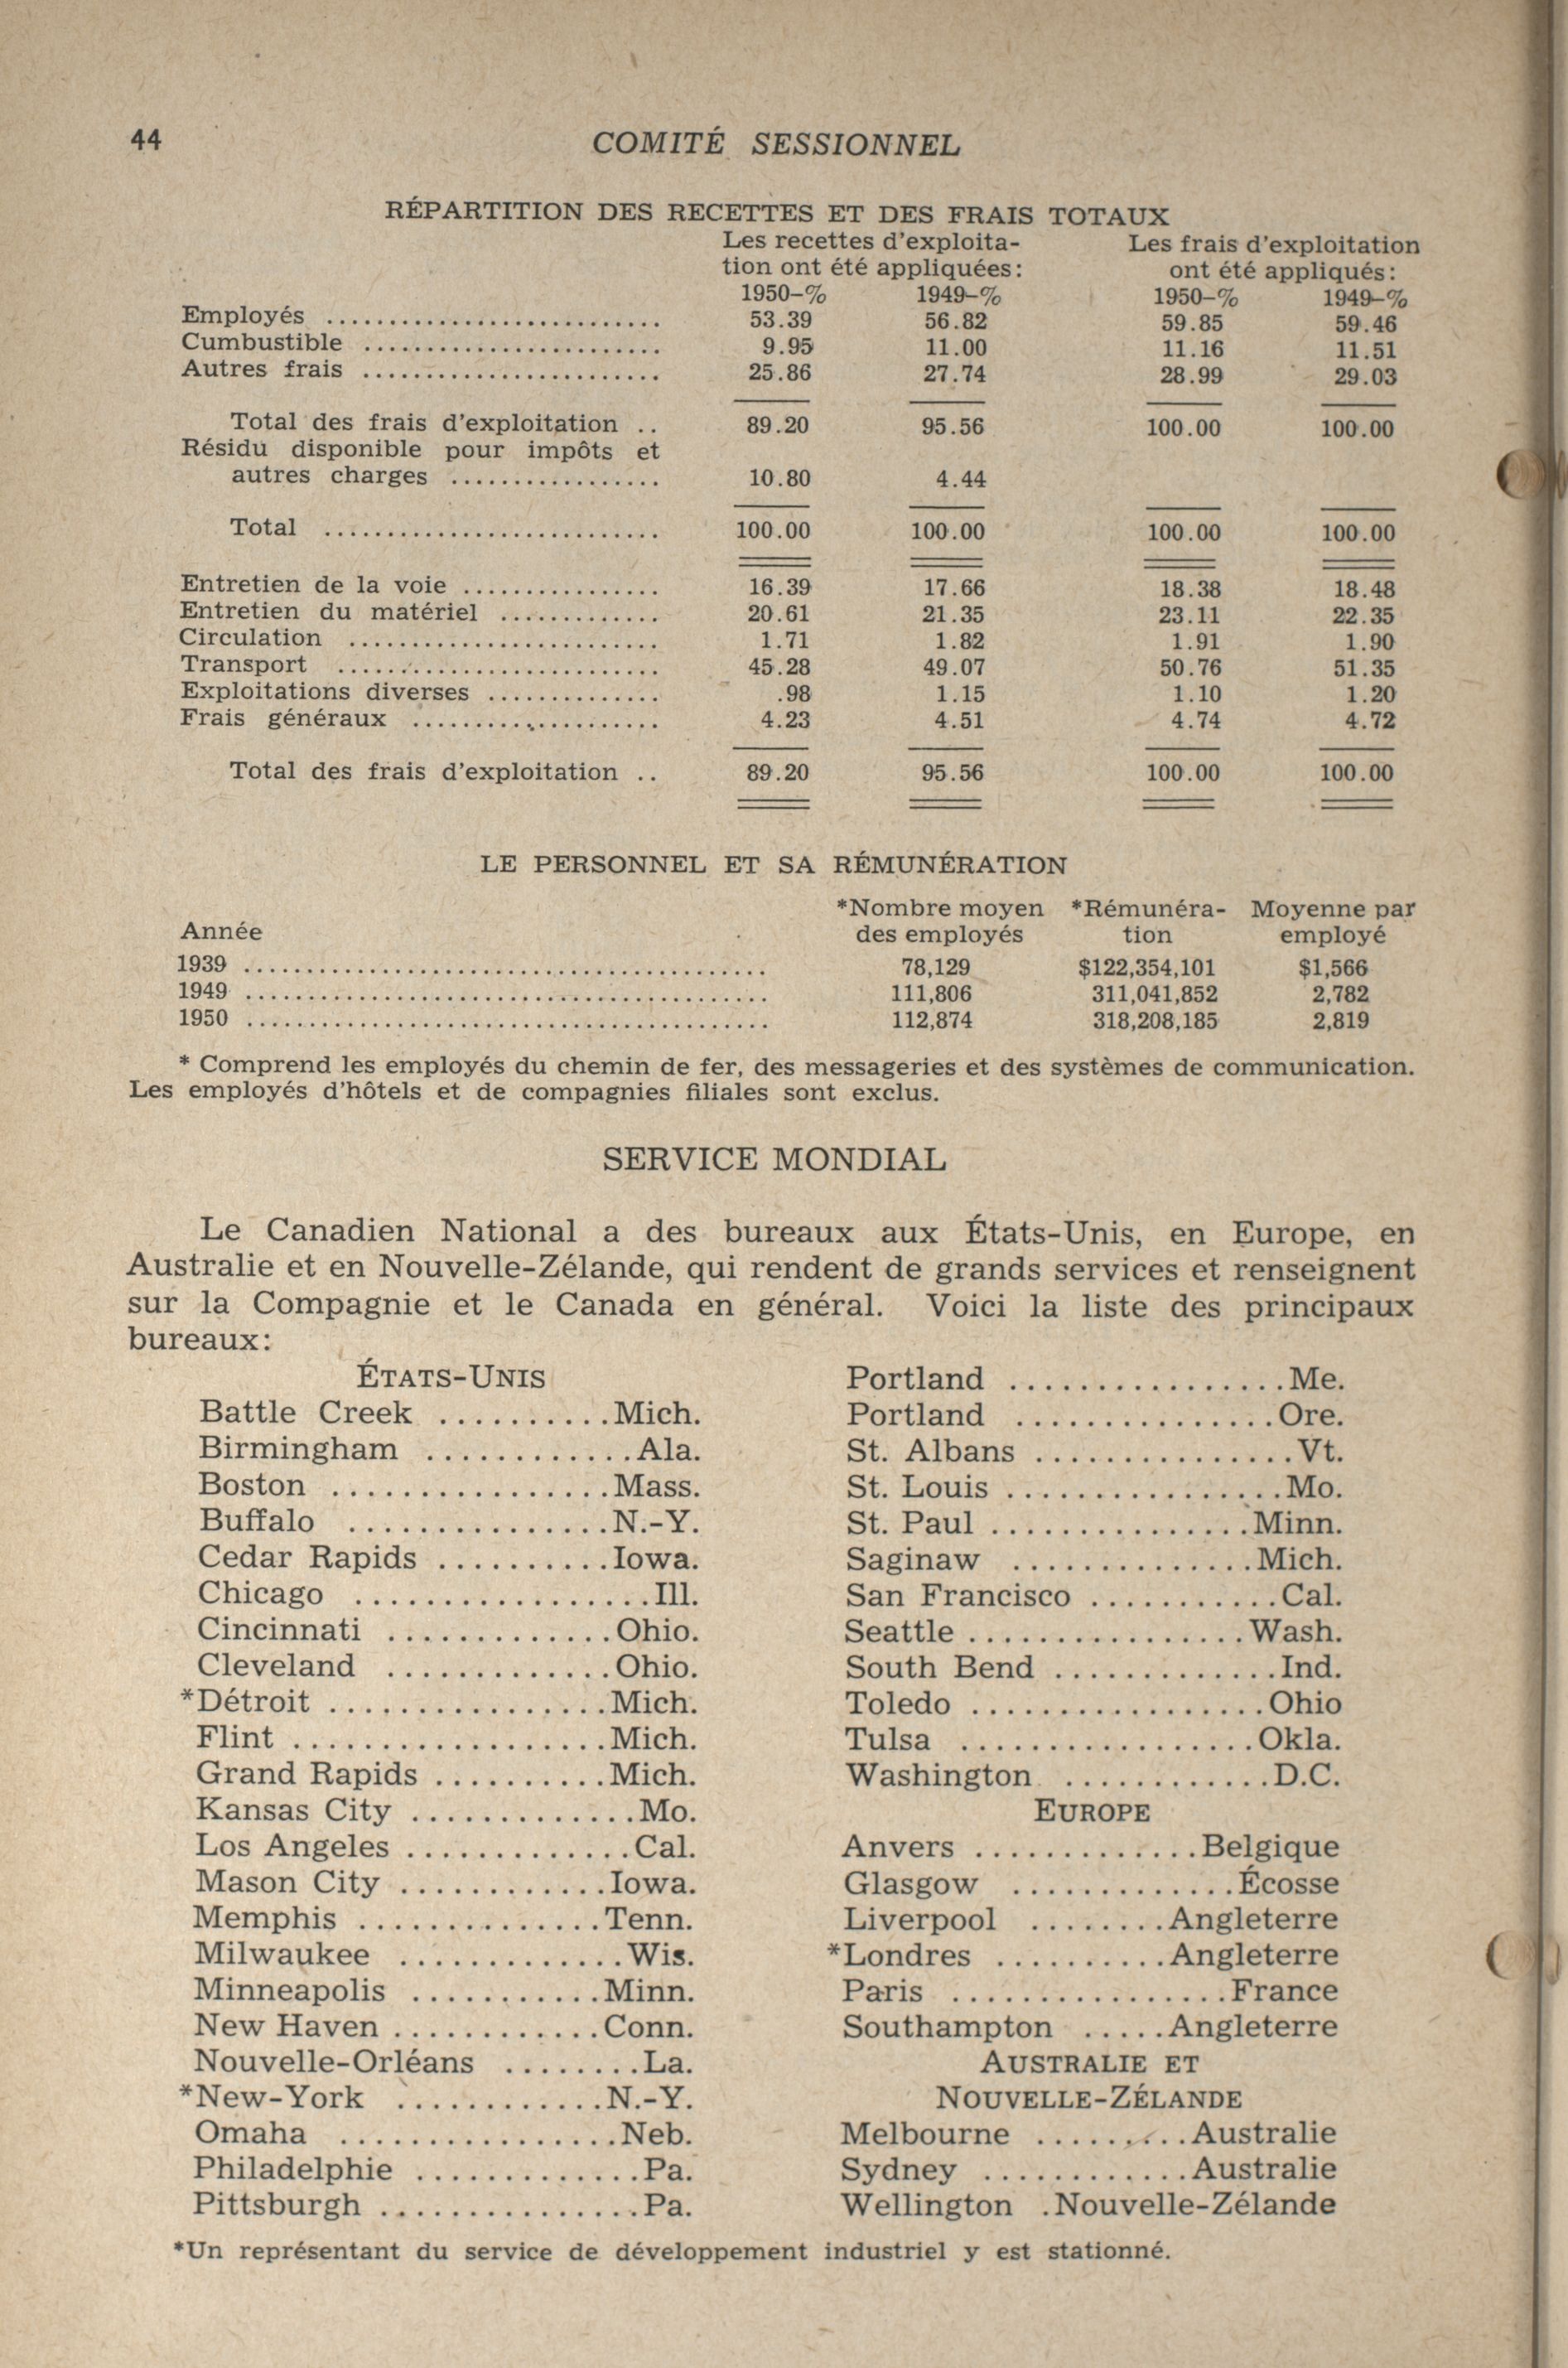 44 COMITÉ SESSIONNEL
RÉPARTITION DES RECETTES ET DES FRAIS TOTAUX
Les recettes d'exploita- Les frais d'exploitation
tion ont été appliquées: ont été appliqués:
1950-% 1949-% 1950-% 1949-%
Employés ........................... 53.39 56.82 59.85 59.46
Cumbustible ........................ 9.95 11.00 11.16 11.51
Autres frais ........................ 25.86 27.74 28.99 29.03
Total des frais d'exploitation .. 89.20 95.56 100.00 100.00
Résidu disponible pour impôts et
autres charges ................. 10.80 4.44
Total ........................... 100.00 100.00 100.00 100.00
Entretien de la voie ................ 16.39 17.66 18.38 18.48
Entretien du matériel ............. 20.61 21.35 23.11 22.35
Circulation ......................... 1.71 1.82 1.91 1.90
Transport .......................... 45.28 49.07 50.76 51.35
Exploitations diverses .............. .98 1.15 1.10 1.20
Frais généraux .................... 4.23 4.51 4.74 4.72
Total des frais d'exploitation .. 89.20 95.56 100.00 100.00
LE PERSONNEL ET SA RÉMUNÉRATION
*Nombre moyen *Rémunéra- Moyenne par
Année des employés tion employé
1939 .......................................... 78,129 $122,354,101 $1,566
1949 .......................................... 111,806 311,041,852 2,782
1950 .......................................... 112,874 318,208,185 2,819
* Comprend les employés du chemin de fer, des messageries et des systèmes de communication.
Les employés d'hôtels et de compagnies filiales sont exclus.
SERVICE MONDIAL
Le Canadien National a des bureaux aux États-Unis, en Europe, en
Australie et en Nouvelle-Zélande, qui rendent de grands services et renseignent
sur la Compagnie et le Canada en général. Voici la liste des principaux
bureaux:
ÉTATS-UNIS
Battle Creek ..........Mich.
Birmingham ............Ala.
Boston ................Mass.
Buffalo ...............N.-Y.
Cedar Rapids ..........Iowa.
Chicago .................Ill.
Cincinnati .............Ohio.
Cleveland .............Ohio.
*Détroit ................Mich.
Flint ..................Mich.
Grand Rapids ..........Mich.
Kansas City .............Mo.
Los Angeles .............Cal.
Mason City ............Iowa.
Memphis ..............Tenn.
Milwaukee .............Wis.
Minneapolis ...........Minn.
New Haven ............Conn.
Nouvelle-Orléans ........La.
*New-York ............N.-Y.
Omaha ................Neb.
Philadelphie .............Pa.
Pittsburgh ...............Pa.
Portland ................Me.
Portland ...............Ore.
St. Albans ...............Vt.
St. Louis ................Mo.
St. Paul ...............Minn.
Saginaw ..............Mich.
San Francisco ...........Cal.
Seattle ................Wash.
South Bend .............Ind.
Toledo .................Ohio
Tulsa .................Okla.
Washington ............D.C.
EUROPE
Anvers .............Belgique
Glasgow .............Écosse
Liverpool ........Angleterre
*Londres ..........Angleterre
Paris ................France
Southampton .....Angleterre
AUSTRALIE ET
NOUVELLE-ZÉLANDE
Melbourne .........Australie
Sydney ............Australie
Wellington .Nouvelle-Zélande
*Un représentant du service de développement industriel y est stationné.